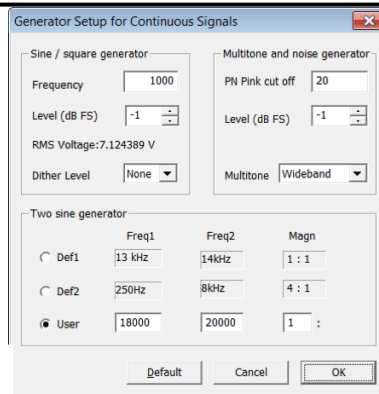 Generator Setup for Continuous Signals
Sine / square generator
Frequency 1000
Level (dB FS) -1
RMS Voltage:7.124389 V
Dither Level None
Multitone and noise generator
PN Pink cut off 20
Level (dB FS) -1
Multitone Wideband
Two sine generator
Freq1 Freq2 Magn
Def1 13 kHz 14kHz 1 : 1
Def2 250Hz 8kHz 4 : 1
User 18000 20000 1 :
Default Cancel OK